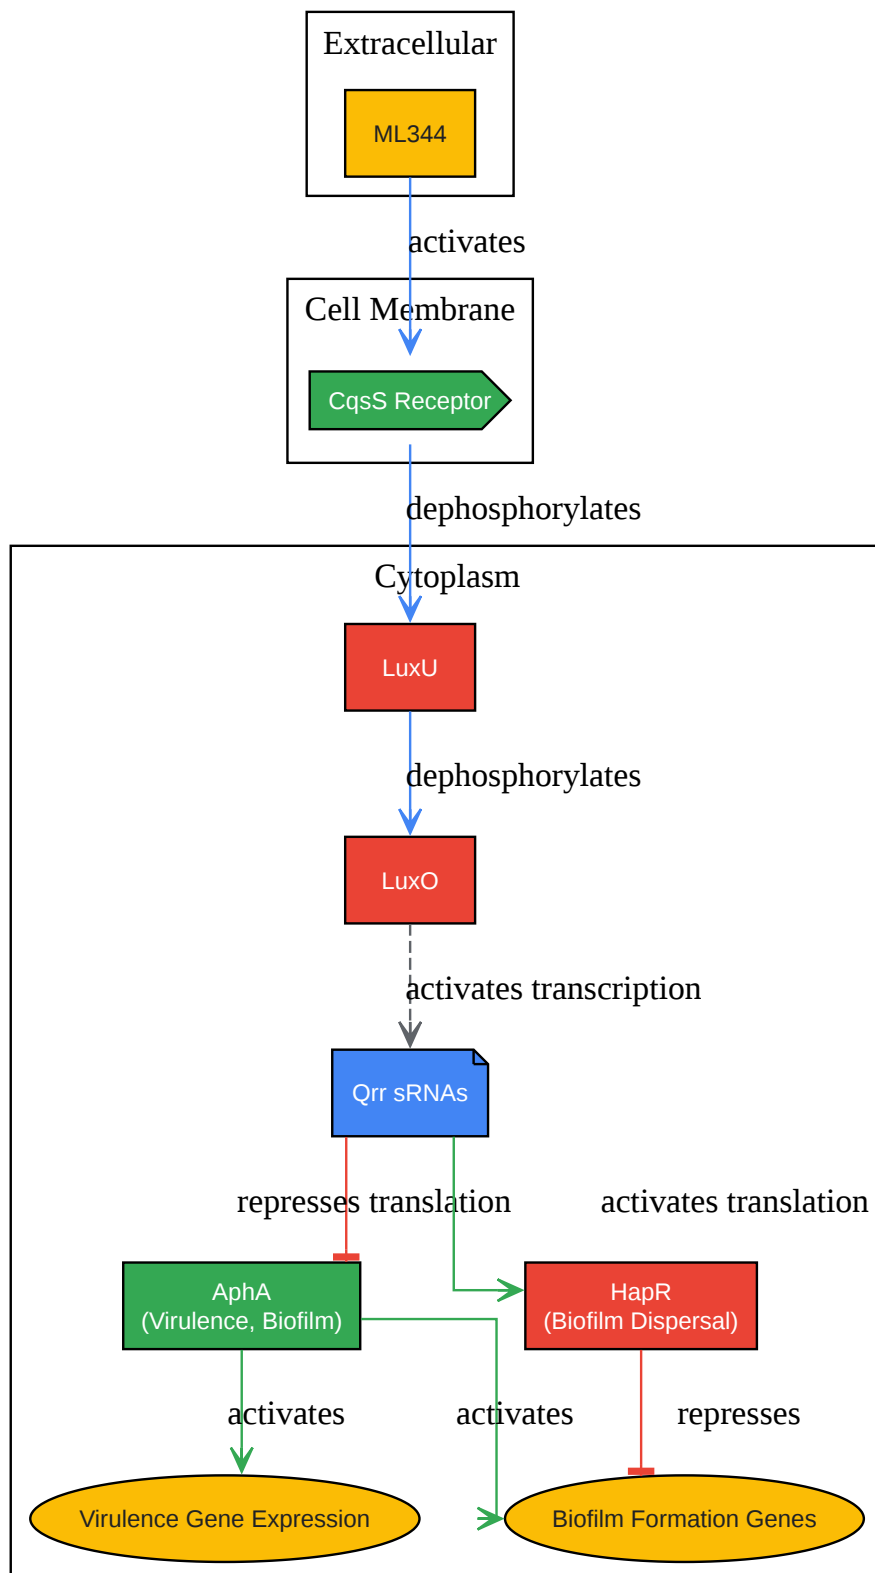 Extracellular
ML344
activates
Cell Membrane
CqsS Receptor
dephosphorylates
Cytoplasm
LuxU
dephosphorylates
LuxO
activates transcription
Qrr sRNAs
represses translation
activates translation
AphA
(Virulence, Biofilm)
HapR
(Biofilm Dispersal)
activates
activates
represses
Virulence Gene Expression
Biofilm Formation Genes